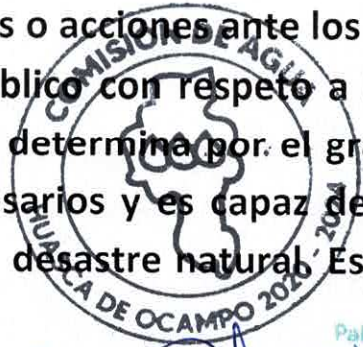 s o acciones ante los
blico con respeto a
determina por el gr
sarios y es capaz de
desastre natural. Es
COMISIÓN DE AGUA
HUASCA DE OCAMPO 2020 - 2024